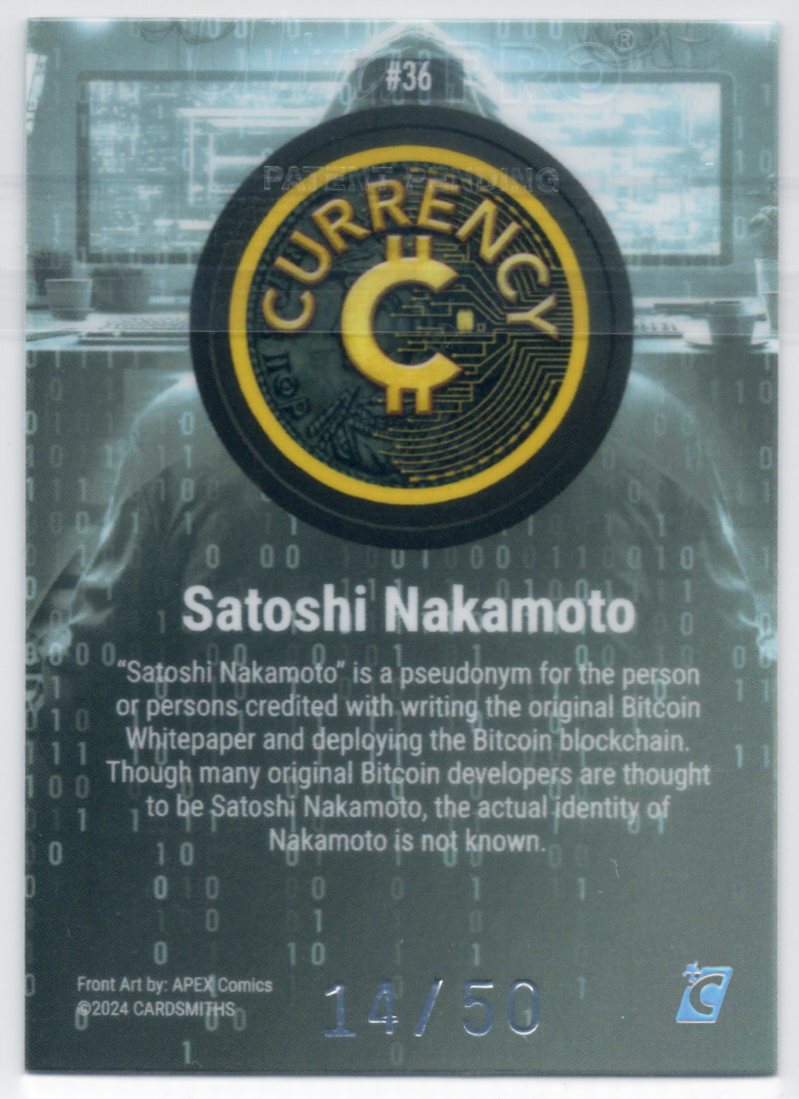 Ultra PRO®
#36
PATENT PENDING
CURRENCY
C
Satoshi Nakamoto
“Satoshi Nakamoto” is a pseudonym for the person
or persons credited with writing the original Bitcoin
Whitepaper and deploying the Bitcoin blockchain.
Though many original Bitcoin developers are thought
to be Satoshi Nakamoto, the actual identity of
Nakamoto is not known.
Front Art by: APEX Comics
©2024 CARDSMITHS
14/50
C